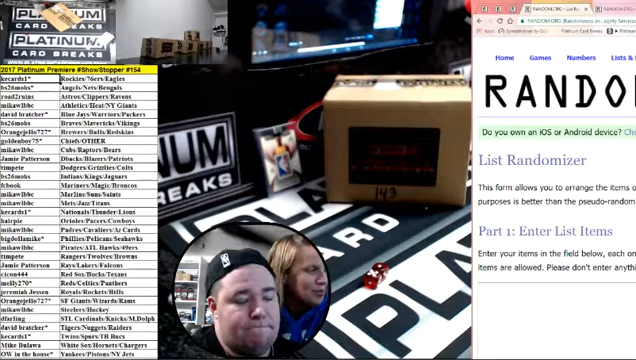 PLATINUM
CARD BREAKS
PLATINUM
CARD BREAKS
2017 Platinum Premiere #ShowStopper #154
kecards1* Rockies/76ers/Eagles
bs26mohs* Angels/Nets/Bengals
road2ruins Astros/Clippers/Ravens
mikawlbbc Athletics/Heat/NY Giants
david bratcher* Blue Jays/Warriors/Packers
bs26mohs Braves/Mavericks/Vikings
Orangejello727* Brewers/Bulls/Redskins
goldenboy75* Chiefs/OTHER
mikawlbbc Cubs/Raptors/Bears
Jamie Patterson Dbacks/Blazers/Patriots
timpete Dodgers/Grizzlies/Colts
bs26mohs Indians/Kings/Jaguars
fcbook Mariners/Magic/Broncos
mikawlbbc Marlins/Suns/Saints
mikawlbbc Mets/Jazz/Titans
kecards1* Nationals/Thunder/Lions
hairpie Orioles/Pacers/Cowboys
mikawlbbc Padres/Cavaliers/Az Cards
bigdollamike* Phillies/Pelicans/Seahawks
mikawlbbc Pirates/ATL Hawks/49ers
timpete Rangers/Twolves/Browns
Jamie Patterson Rays/Lakers/Falcons
cicon444 Red Sox/Bucks/Texans
melly270* Reds/Celtics/Panthers
jeremiah Jessen Royals/Rockets/Bills
Orangejello727* SF Giants/Wizards/Rams
mikawlbbc Steelers/Hockey
dfarling STL Cardinals/Knicks/M.Dolph
david bratcher* Tigers/Nuggets/Raiders
kecards1* Twins/Spurs/TB Bucs
Mike Bulawa White Sox/Hornets/Chargers
OW in the house* Yankees/Pistons/NY Jets
143
Home Games Numbers Lists &
RANDO
Do you own an iOS or Android device?
List Randomizer
This form allows you to arrange the items o
purposes is better than the pseudo-random
Part 1: Enter List Items
Enter your items in the field below, each on
items are allowed. Please don't enter anythi